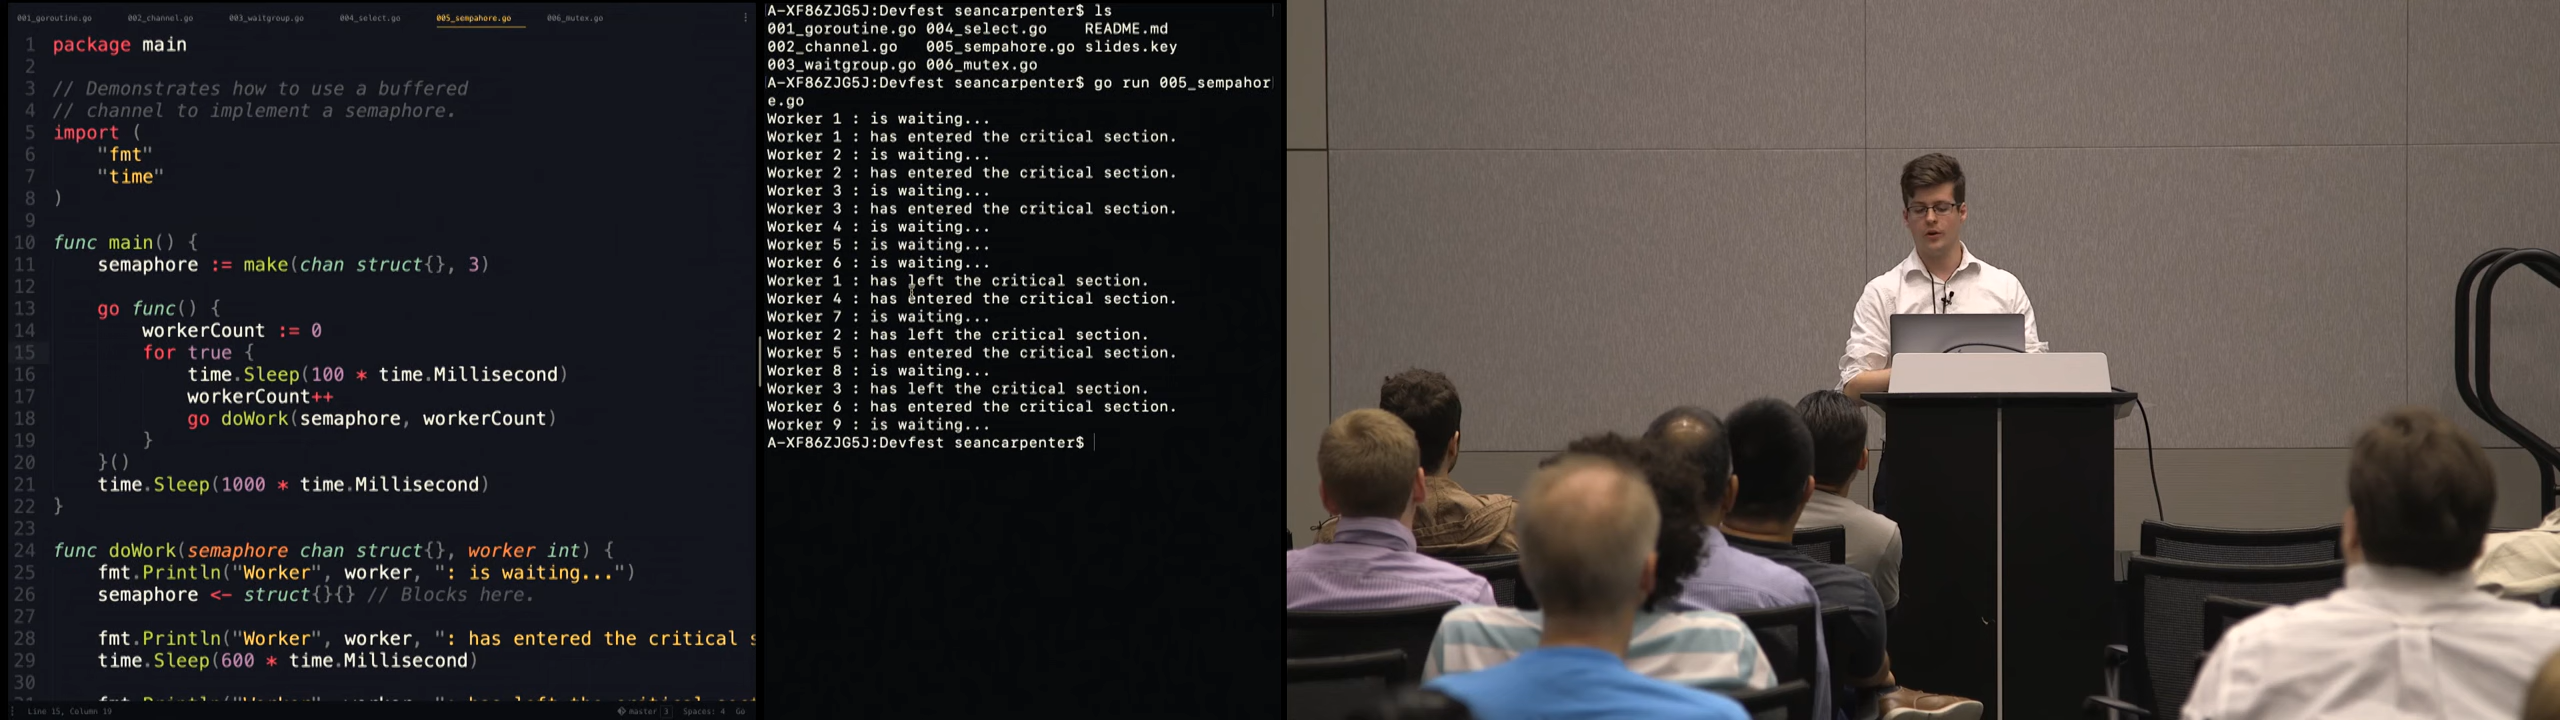 001_goroutine.go 002_channel.go 003_waitgroup.go 004_select.go 005_sempahore.go 006_mutex.go
1 package main
2
3 // Demonstrates how to use a buffered
4 // channel to implement a semaphore.
5 import (
6 "fmt"
7 "time"
8 )
9
10 func main() {
11 semaphore := make(chan struct{}, 3)
12
13 go func() {
14 workerCount := 0
15 for true {
16 time.Sleep(100 * time.Millisecond)
17 workerCount++
18 go doWork(semaphore, workerCount)
19 }
20 }()
21 time.Sleep(1000 * time.Millisecond)
22 }
23
24 func doWork(semaphore chan struct{}, worker int) {
25 fmt.Println("Worker", worker, ": is waiting...")
26 semaphore <- struct{}{} // Blocks here.
27
28 fmt.Println("Worker", worker, ": has entered the critical s
29 time.Sleep(600 * time.Millisecond)
30
Line 15, Column 19 master 3 Spaces: 4 Go
A-XF86ZJG5J:Devfest seancarpenter$ ls
001_goroutine.go 004_select.go README.md
002_channel.go 005_sempahore.go slides.key
003_waitgroup.go 006_mutex.go
A-XF86ZJG5J:Devfest seancarpenter$ go run 005_sempahor
e.go
Worker 1 : is waiting...
Worker 1 : has entered the critical section.
Worker 2 : is waiting...
Worker 2 : has entered the critical section.
Worker 3 : is waiting...
Worker 3 : has entered the critical section.
Worker 4 : is waiting...
Worker 5 : is waiting...
Worker 6 : is waiting...
Worker 1 : has left the critical section.
Worker 4 : has entered the critical section.
Worker 7 : is waiting...
Worker 2 : has left the critical section.
Worker 5 : has entered the critical section.
Worker 8 : is waiting...
Worker 3 : has left the critical section.
Worker 6 : has entered the critical section.
Worker 9 : is waiting...
A-XF86ZJG5J:Devfest seancarpenter$